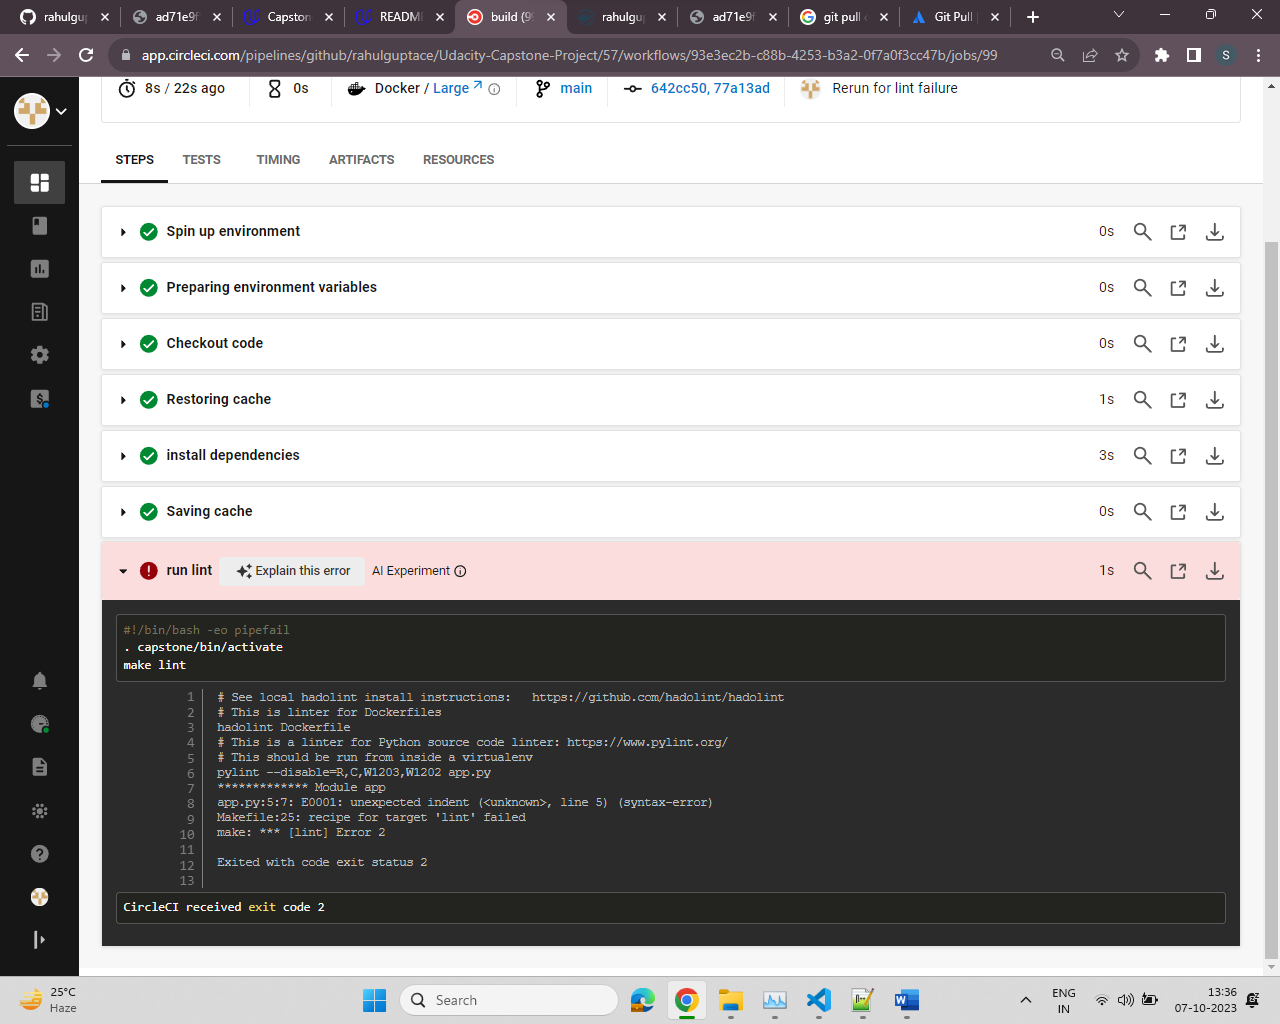 rahulgup
ad71e9f
Capston
README
build (99
rahulgu
ad71e9f
git pull
Git Pull
app.circleci.com/pipelines/github/rahulguptace/Udacity-Capstone-Project/57/workflows/93e3ec2b-c88b-4253-b3a2-0f7a0f3cc47b/jobs/99
S
8s / 22s ago
0s
Docker / Large
main
642cc50, 77a13ad
Rerun for lint failure
STEPS TESTS TIMING ARTIFACTS RESOURCES
Spin up environment 0s
Preparing environment variables 0s
Checkout code 0s
Restoring cache 1s
install dependencies 3s
Saving cache 0s
run lint Explain this error AI Experiment 1s
#!/bin/bash -eo pipefail
. capstone/bin/activate
make lint
1 # See local hadolint install instructions:   https://github.com/hadolint/hadolint
2 # This is linter for Dockerfiles
3 hadolint Dockerfile
4 # This is a linter for Python source code linter: https://www.pylint.org/
5 # This should be run from inside a virtualenv
6 pylint --disable=R,C,W1203,W1202 app.py
7 ************* Module app
8 app.py:5:7: E0001: unexpected indent (<unknown>, line 5) (syntax-error)
9 Makefile:25: recipe for target 'lint' failed
10 make: *** [lint] Error 2
11
12 Exited with code exit status 2
13
CircleCI received exit code 2
25°C
Haze
Search
ENG
IN
13:36
07-10-2023